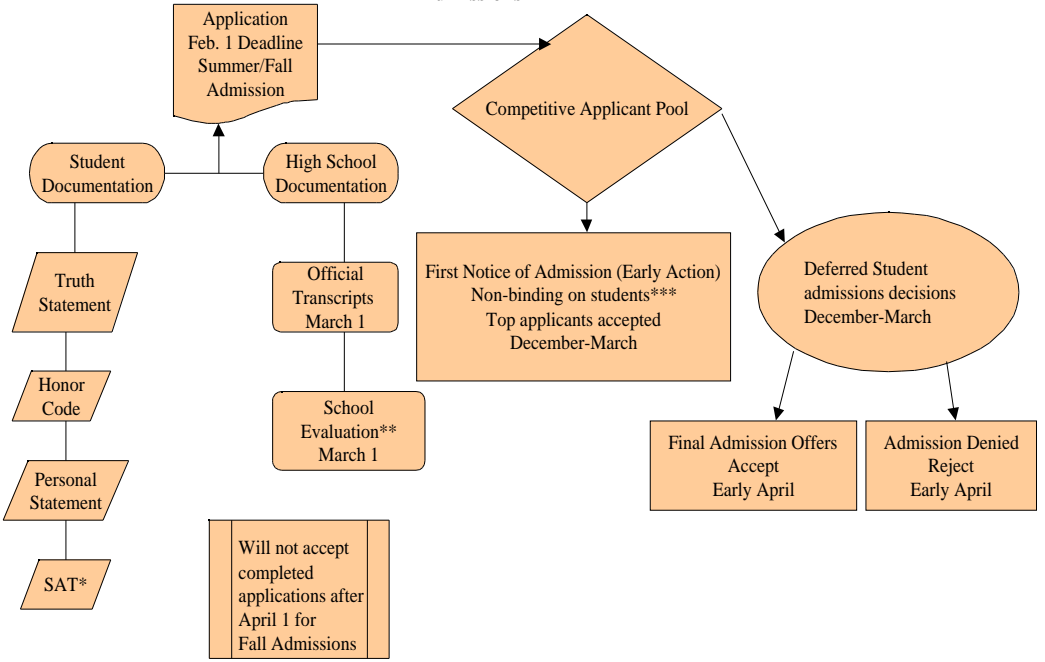 Application
Feb. 1 Deadline
Summer/Fall
Admission
Competitive Applicant Pool
Student
Documentation
High School
Documentation
Truth
Statement
Honor
Code
Personal
Statement
SAT*
Official
Transcripts
March 1
School
Evaluation**
March 1
First Notice of Admission (Early Action)
Non-binding on students***
Top applicants accepted
December-March
Deferred Student
admissions decisions
December-March
Final Admission Offers
Accept
Early April
Admission Denied
Reject
Early April
Will not accept
completed
applications after
April 1 for
Fall Admissions